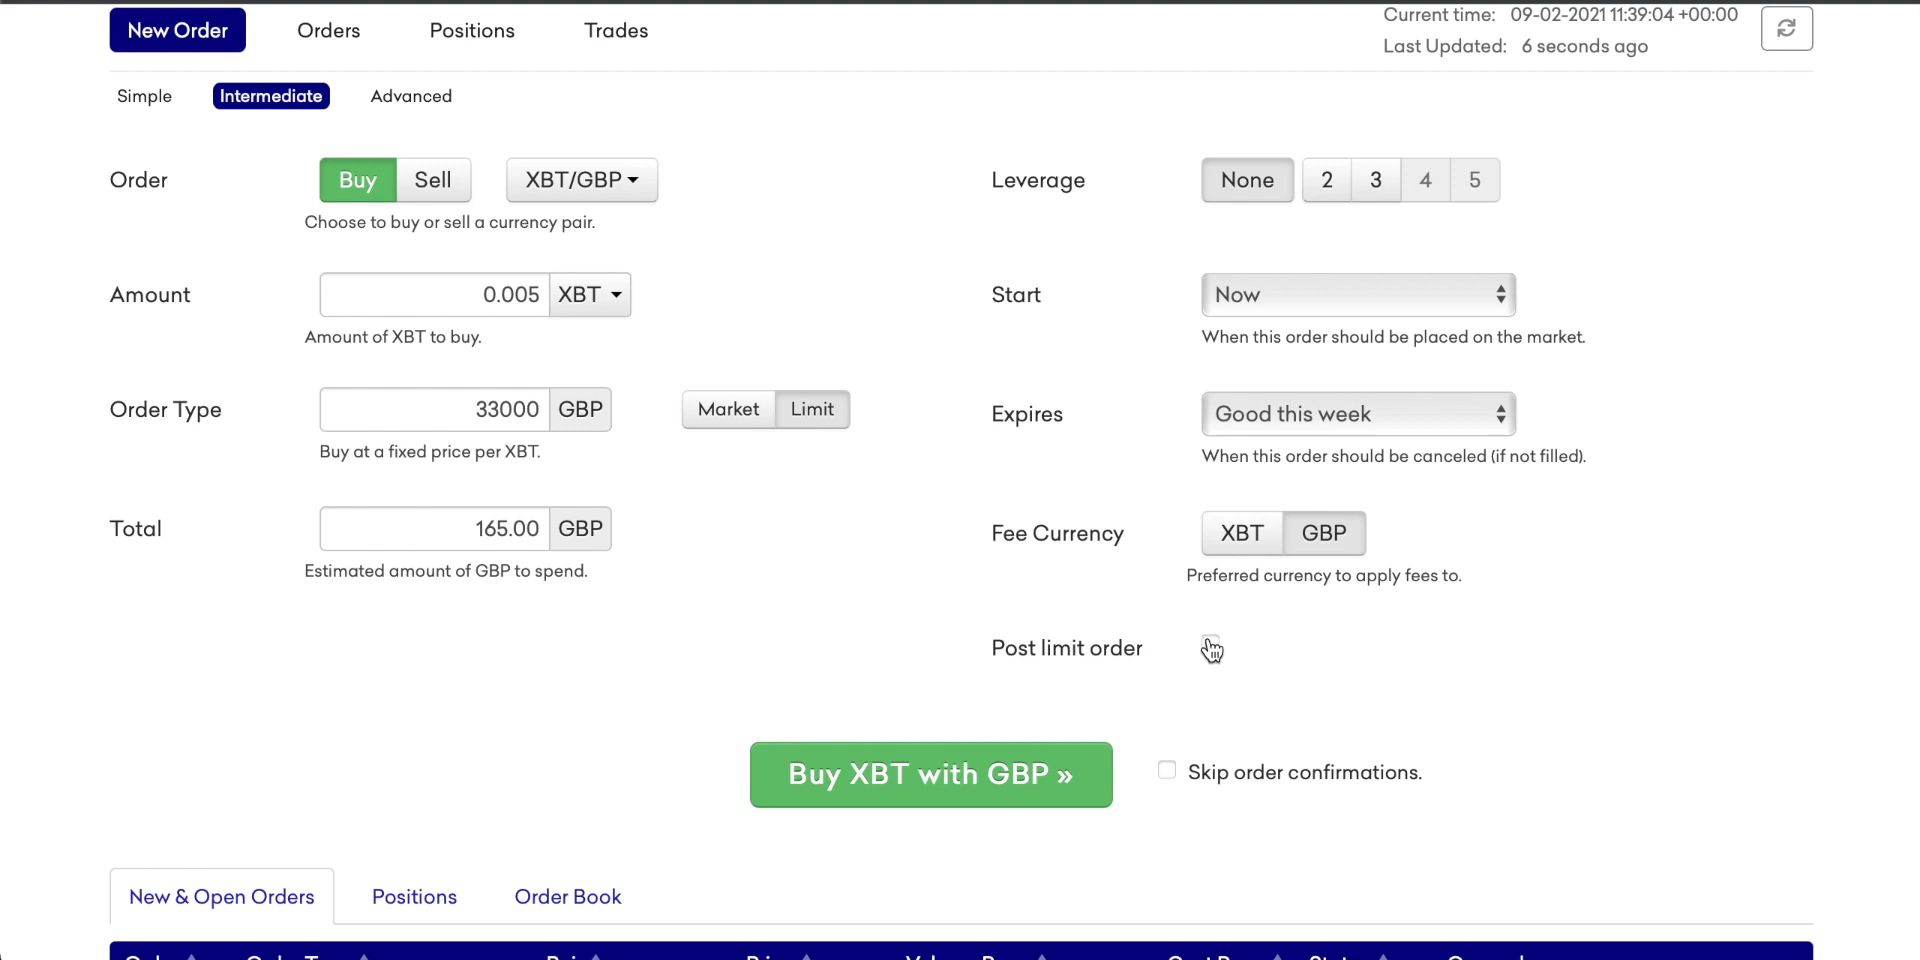 New Order Orders Positions Trades
Current time: 09-02-2021 11:39:04 +00:00
Last Updated: 6 seconds ago
Simple Intermediate Advanced
Order Buy Sell XBT/GBP
Choose to buy or sell a currency pair.
Leverage None 2 3 4 5
Amount 0.005 XBT
Amount of XBT to buy.
Start Now
When this order should be placed on the market.
Order Type 33000 GBP Market Limit
Buy at a fixed price per XBT.
Expires Good this week
When this order should be canceled (if not filled).
Total 165.00 GBP
Estimated amount of GBP to spend.
Fee Currency XBT GBP
Preferred currency to apply fees to.
Post limit order
Buy XBT with GBP »
Skip order confirmations.
New & Open Orders Positions Order Book